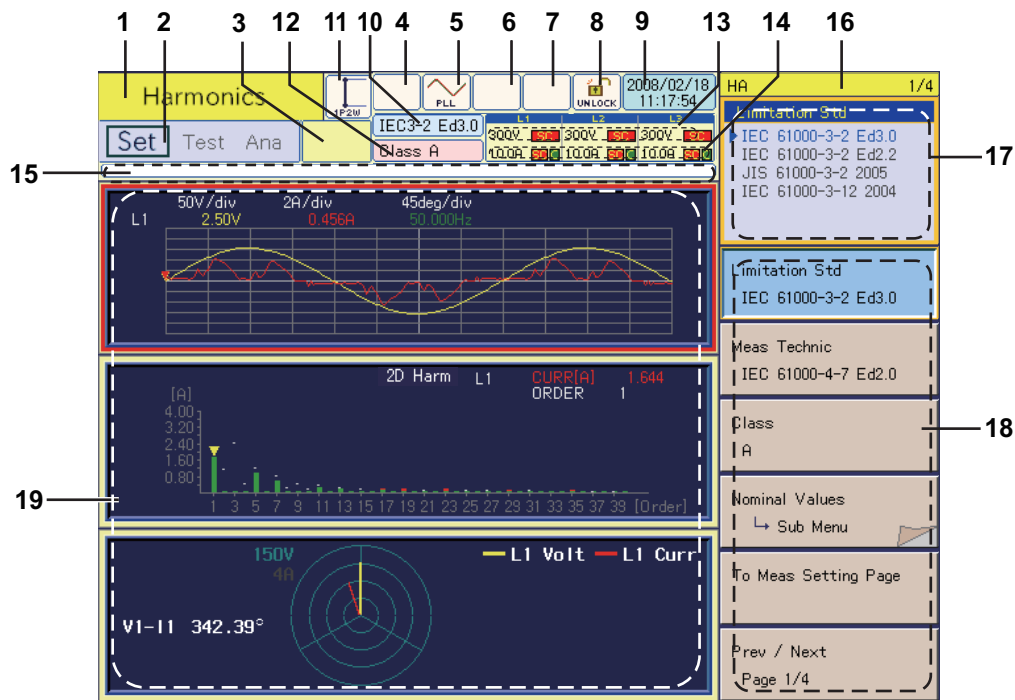 1 2 3 12 11 10 4 5 6 7 8 9 13 16 14
Harmonics
1P2W
PLL
UNLOCK
2008/02/18
11:17:54
HA 1/4
Set Test Ana
IEC3-2 Ed3.0
Class A
L1 L2 L3
300V SC 300V SC 300V SC
10.0A SC 10.0A SC 10.0A SC
Limitation Std
IEC 61000-3-2 Ed3.0
IEC 61000-3-2 Ed2.2
JIS 61000-3-2 2005
IEC 61000-3-12 2004
17
15
50V/div 2A/div 45deg/div
L1 2.50V 0.456A 50.000Hz
Limitation Std
IEC 61000-3-2 Ed3.0
Meas Technic
IEC 61000-4-7 Ed2.0
Class
A
18
Nominal Values
↳ Sub Menu
To Meas Setting Page
Prev / Next
Page 1/4
2D Harm L1 CURR[A] 1.644
ORDER 1
[A]
4.00
3.20
2.40
1.60
0.80
1 3 5 7 9 11 13 15 17 19 21 23 25 27 29 31 33 35 37 39 [Order]
19
150V
4A
L1 Volt L1 Curr
V1-I1 342.39°